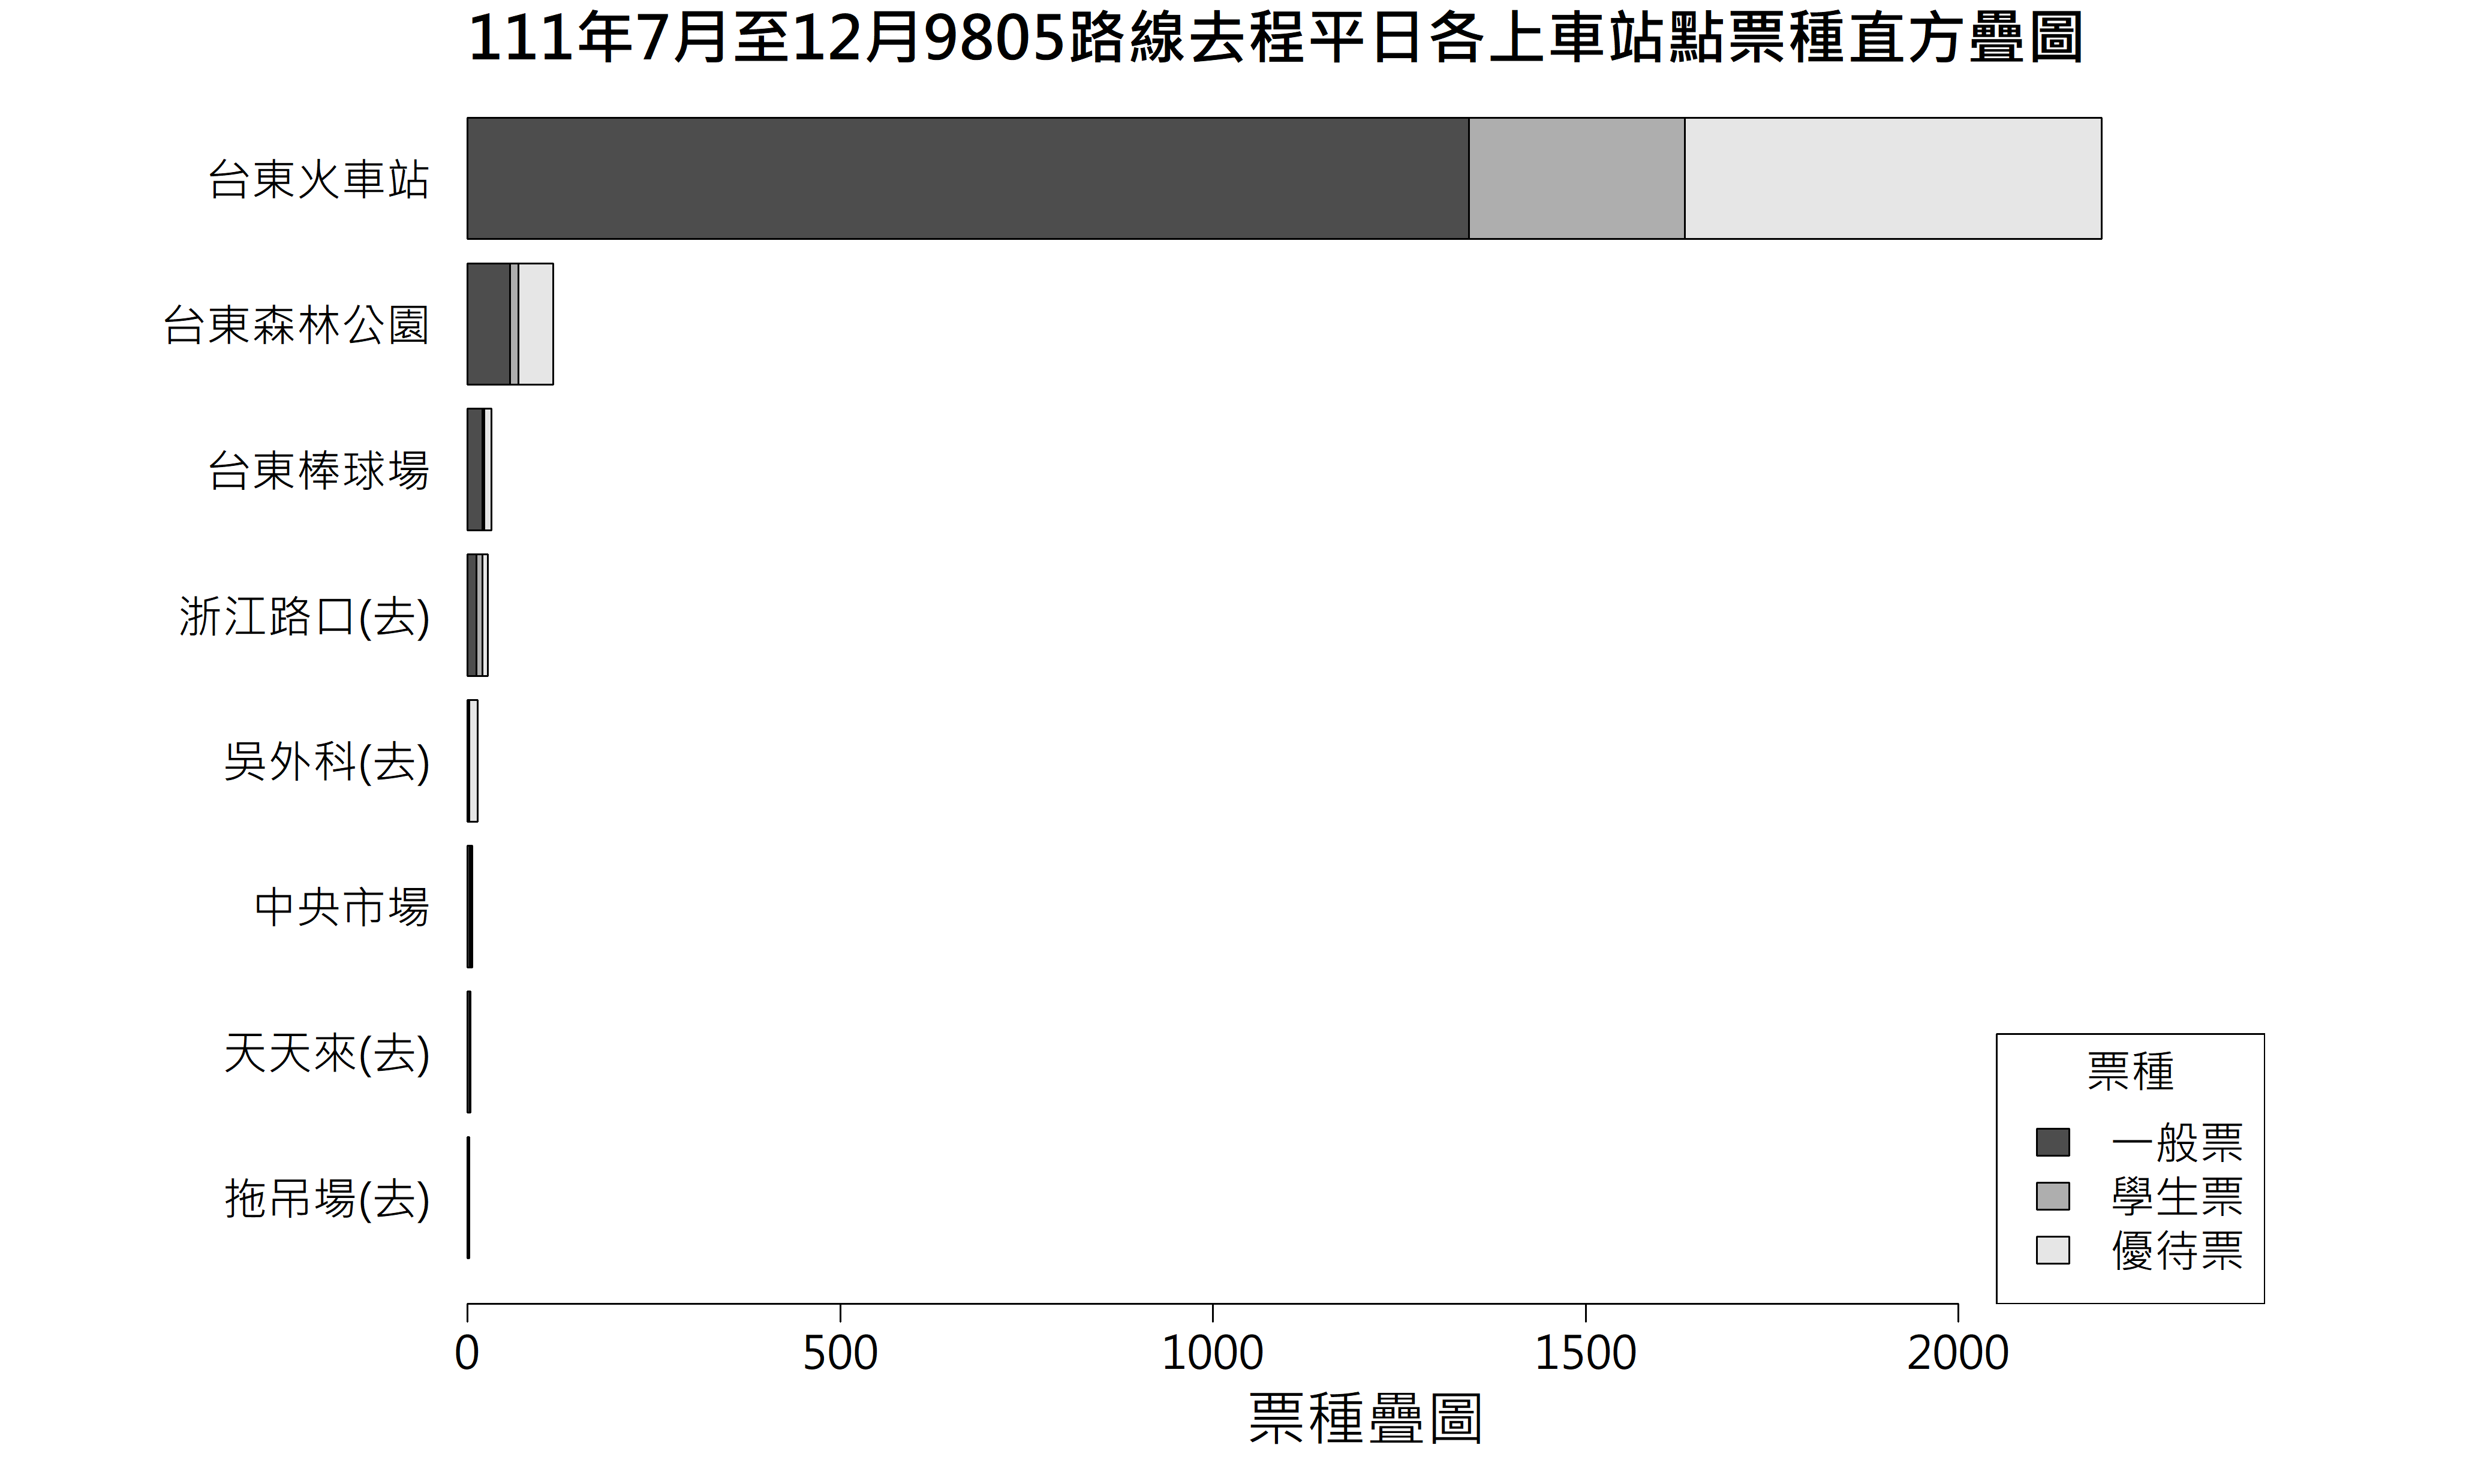 111年7月至12月9805路線去程平日各上車站點票種直方疊圖
台東火車站
台東森林公園
台東棒球場
浙江路口(去)
吳外科(去)
中央市場
天天來(去)
拖吊場(去)
票種
一般票
學生票
優待票
0 500 1000 1500 2000
票種疊圖